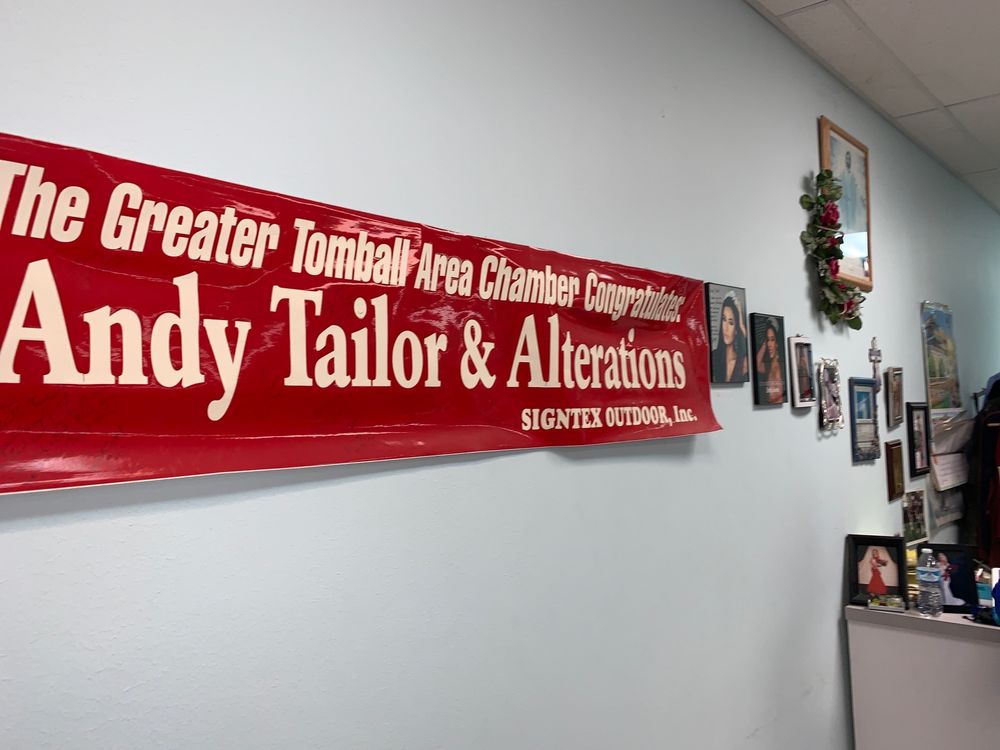 The Greater Tomball Area Chamber Congratulates:
Andy Tailor & Alterations
SIGNTEX OUTDOOR, Inc.